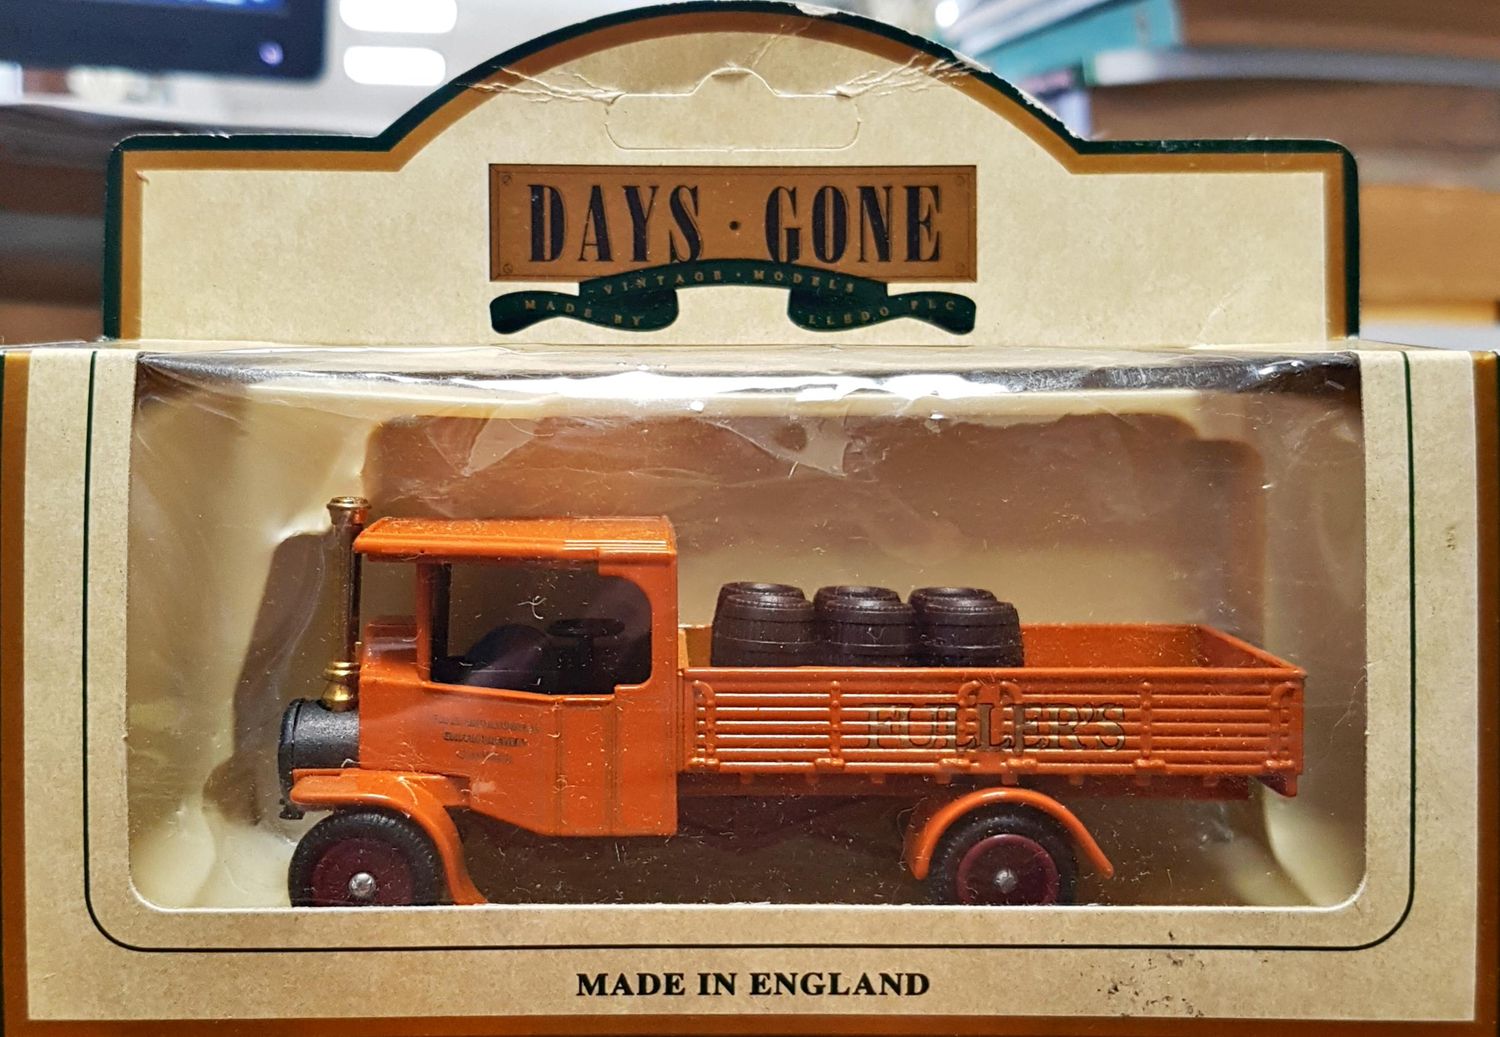 DAYS · GONE
VINTAGE · MODELS
MADE BY LLEDO PLC
FULLER'S
MADE IN ENGLAND